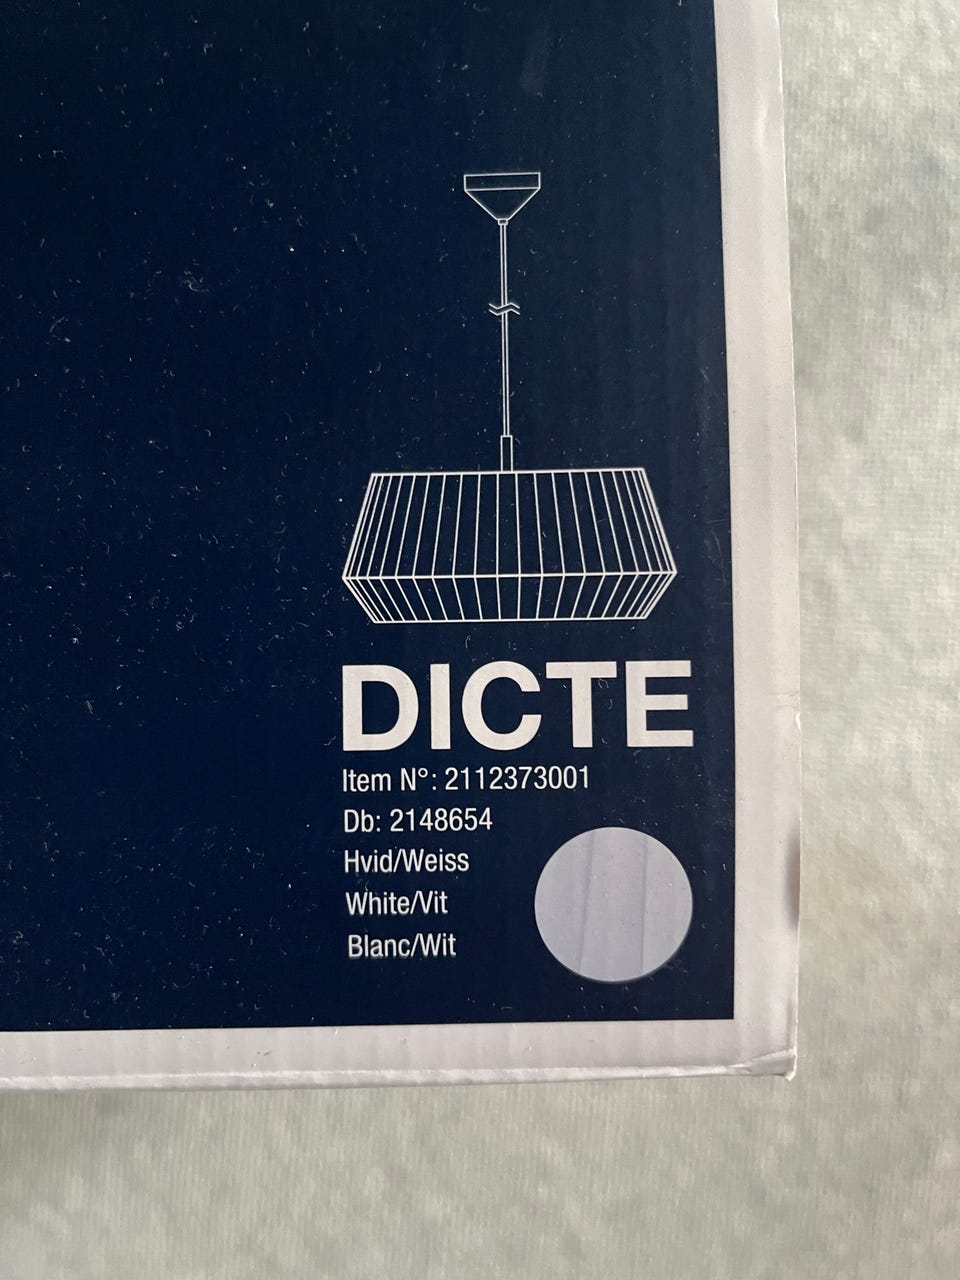 DICTE
Item N°: 2112373001
Db: 2148654
Hvid/Weiss
White/Vit
Blanc/Wit